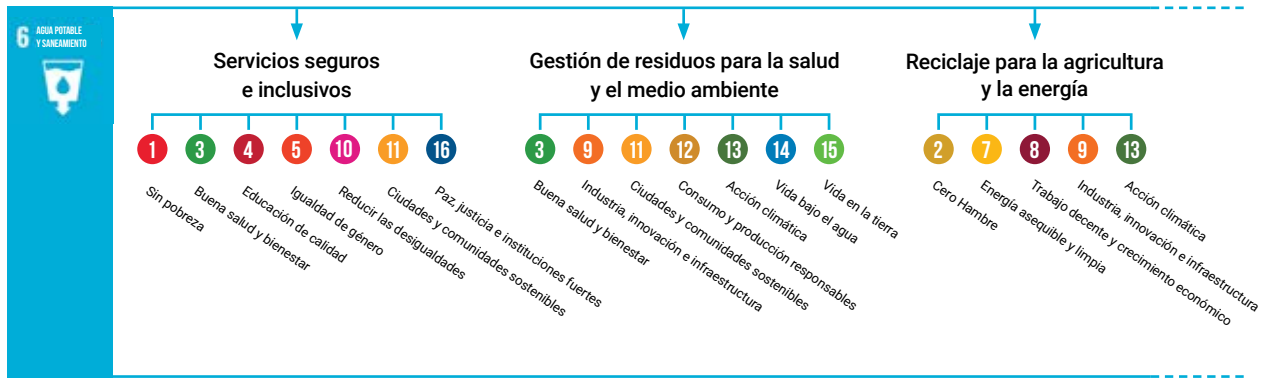 6 AGUA POTABLE
Y SANEAMIENTO
Servicios seguros
e inclusivos
1
3
4
5
10
11
16
Sin pobreza
Buena salud y bienestar
Educación de calidad
Igualdad de género
Reducir las desigualdades
Ciudades y comunidades sostenibles
Paz, justicia e instituciones fuertes
Gestión de residuos para la salud
y el medio ambiente
3
9
11
12
13
14
15
Buena salud y bienestar
Industria, innovación e infraestructura
Ciudades y comunidades sostenibles
Consumo y producción responsables
Acción climática
Vida bajo el agua
Vida en la tierra
Reciclaje para la agricultura
y la energía
2
7
8
9
13
Cero Hambre
Energía asequible y limpia
Trabajo decente y crecimiento económico
Industria, innovación e infraestructura
Acción climática